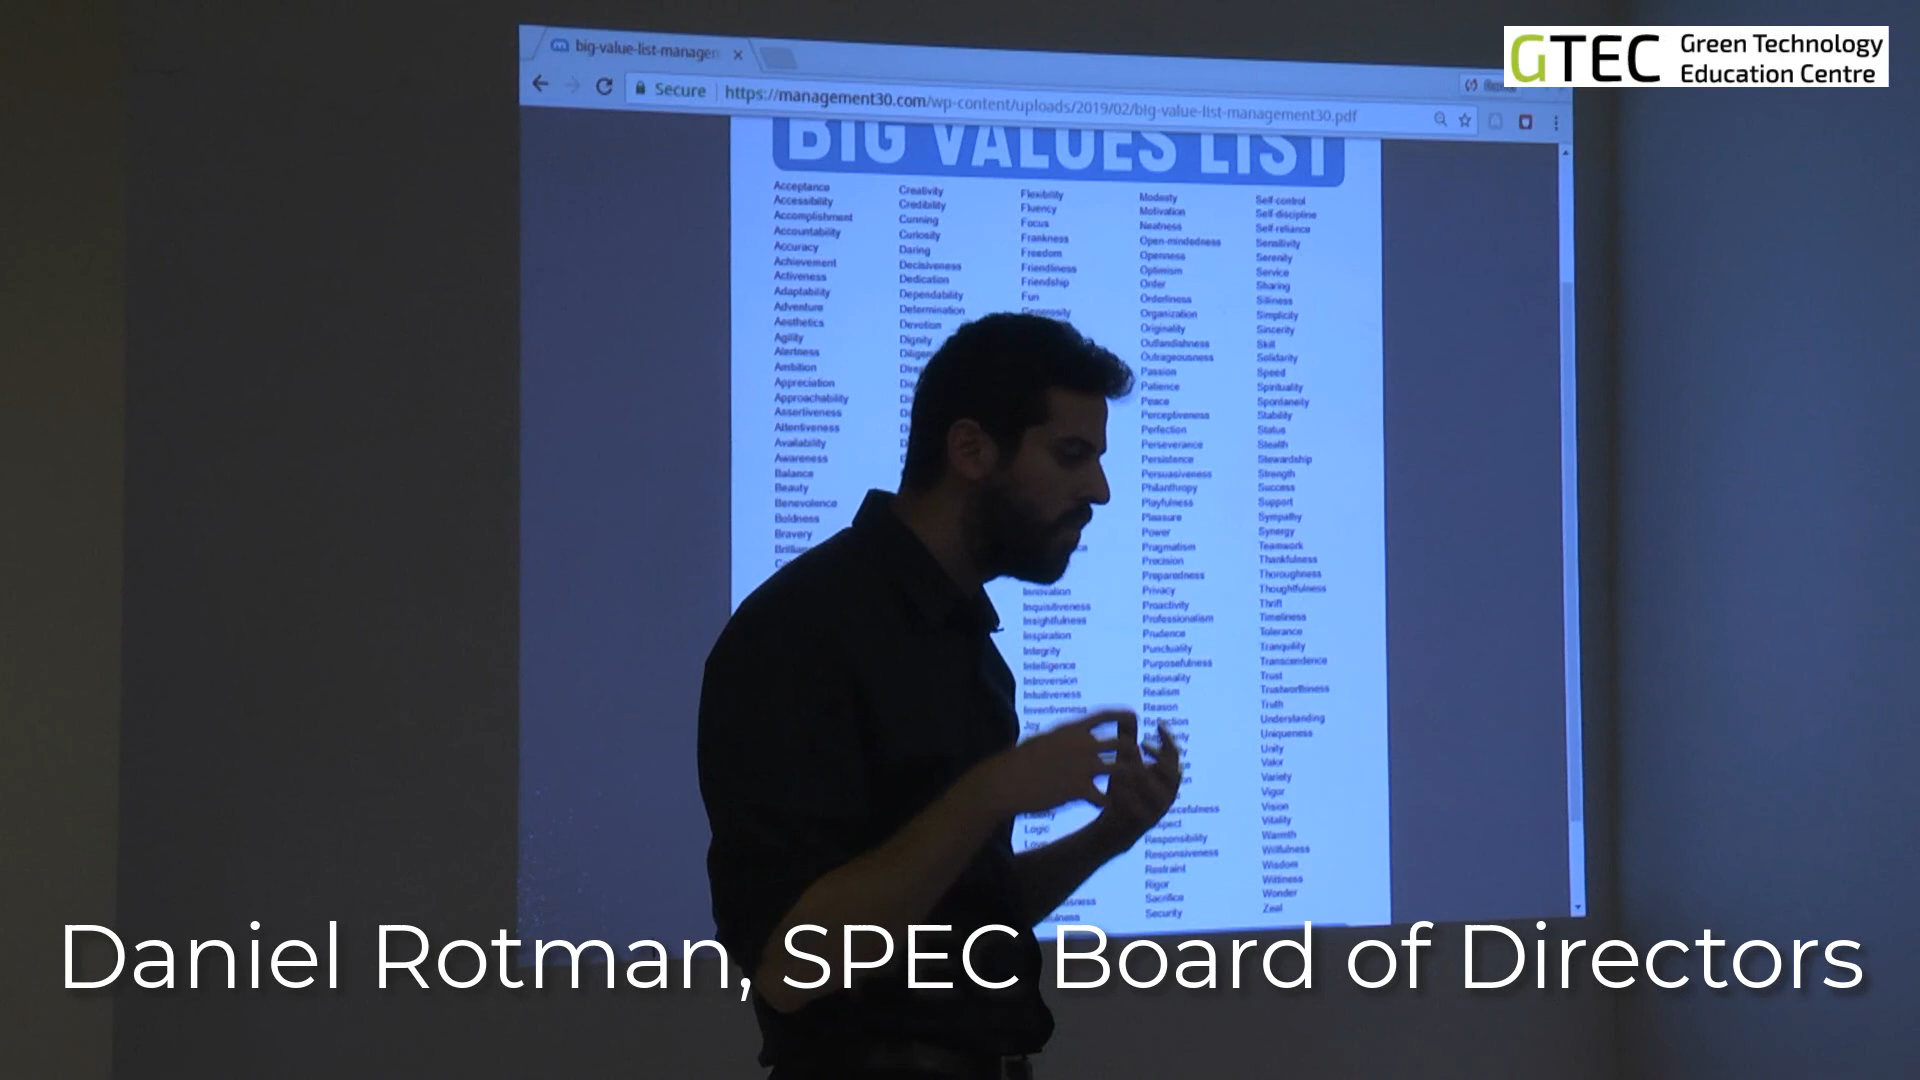 big-value-list-manager
GTEC Green Technology
Education Centre
Secure https://management30.com/wp-content/uploads/2019/02/big-value-list-management30.pdf
BIG VALUES LIST
Acceptance
Accessibility
Accomplishment
Accountability
Accuracy
Achievement
Activeness
Adaptability
Adventure
Aesthetics
Agility
Alertness
Ambition
Appreciation
Approachability
Assertiveness
Attentiveness
Availability
Awareness
Balance
Beauty
Benevolence
Boldness
Bravery
Creativity
Credibility
Cunning
Curiosity
Daring
Decisiveness
Dedication
Dependability
Determination
Devotion
Dignity
Flexibility
Fluency
Focus
Frankness
Freedom
Friendliness
Friendship
Fun
Generosity
Innovation
Inquisitiveness
Insightfulness
Inspiration
Integrity
Intelligence
Introversion
Intuitiveness
Inventiveness
Joy
Logic
Modesty
Motivation
Neatness
Open-mindedness
Openness
Optimism
Order
Orderliness
Organization
Originality
Outlandishness
Outrageousness
Passion
Patience
Peace
Perceptiveness
Perfection
Perseverance
Persistence
Persuasiveness
Philanthropy
Playfulness
Pleasure
Power
Pragmatism
Precision
Preparedness
Privacy
Proactivity
Professionalism
Prudence
Punctuality
Purposefulness
Rationality
Realism
Reason
Reflection
Responsibility
Responsiveness
Restraint
Rigor
Sacrifice
Security
Self-control
Self-discipline
Self-reliance
Sensitivity
Serenity
Service
Sharing
Silliness
Simplicity
Sincerity
Skill
Solidarity
Speed
Spirituality
Spontaneity
Stability
Status
Stealth
Stewardship
Strength
Success
Support
Sympathy
Synergy
Teamwork
Thankfulness
Thoroughness
Thoughtfulness
Thrift
Timeliness
Tolerance
Tranquility
Transcendence
Trust
Trustworthiness
Truth
Understanding
Uniqueness
Unity
Valor
Variety
Vigor
Vision
Vitality
Warmth
Willfulness
Wisdom
Wittiness
Wonder
Zeal
Daniel Rotman, SPEC Board of Directors